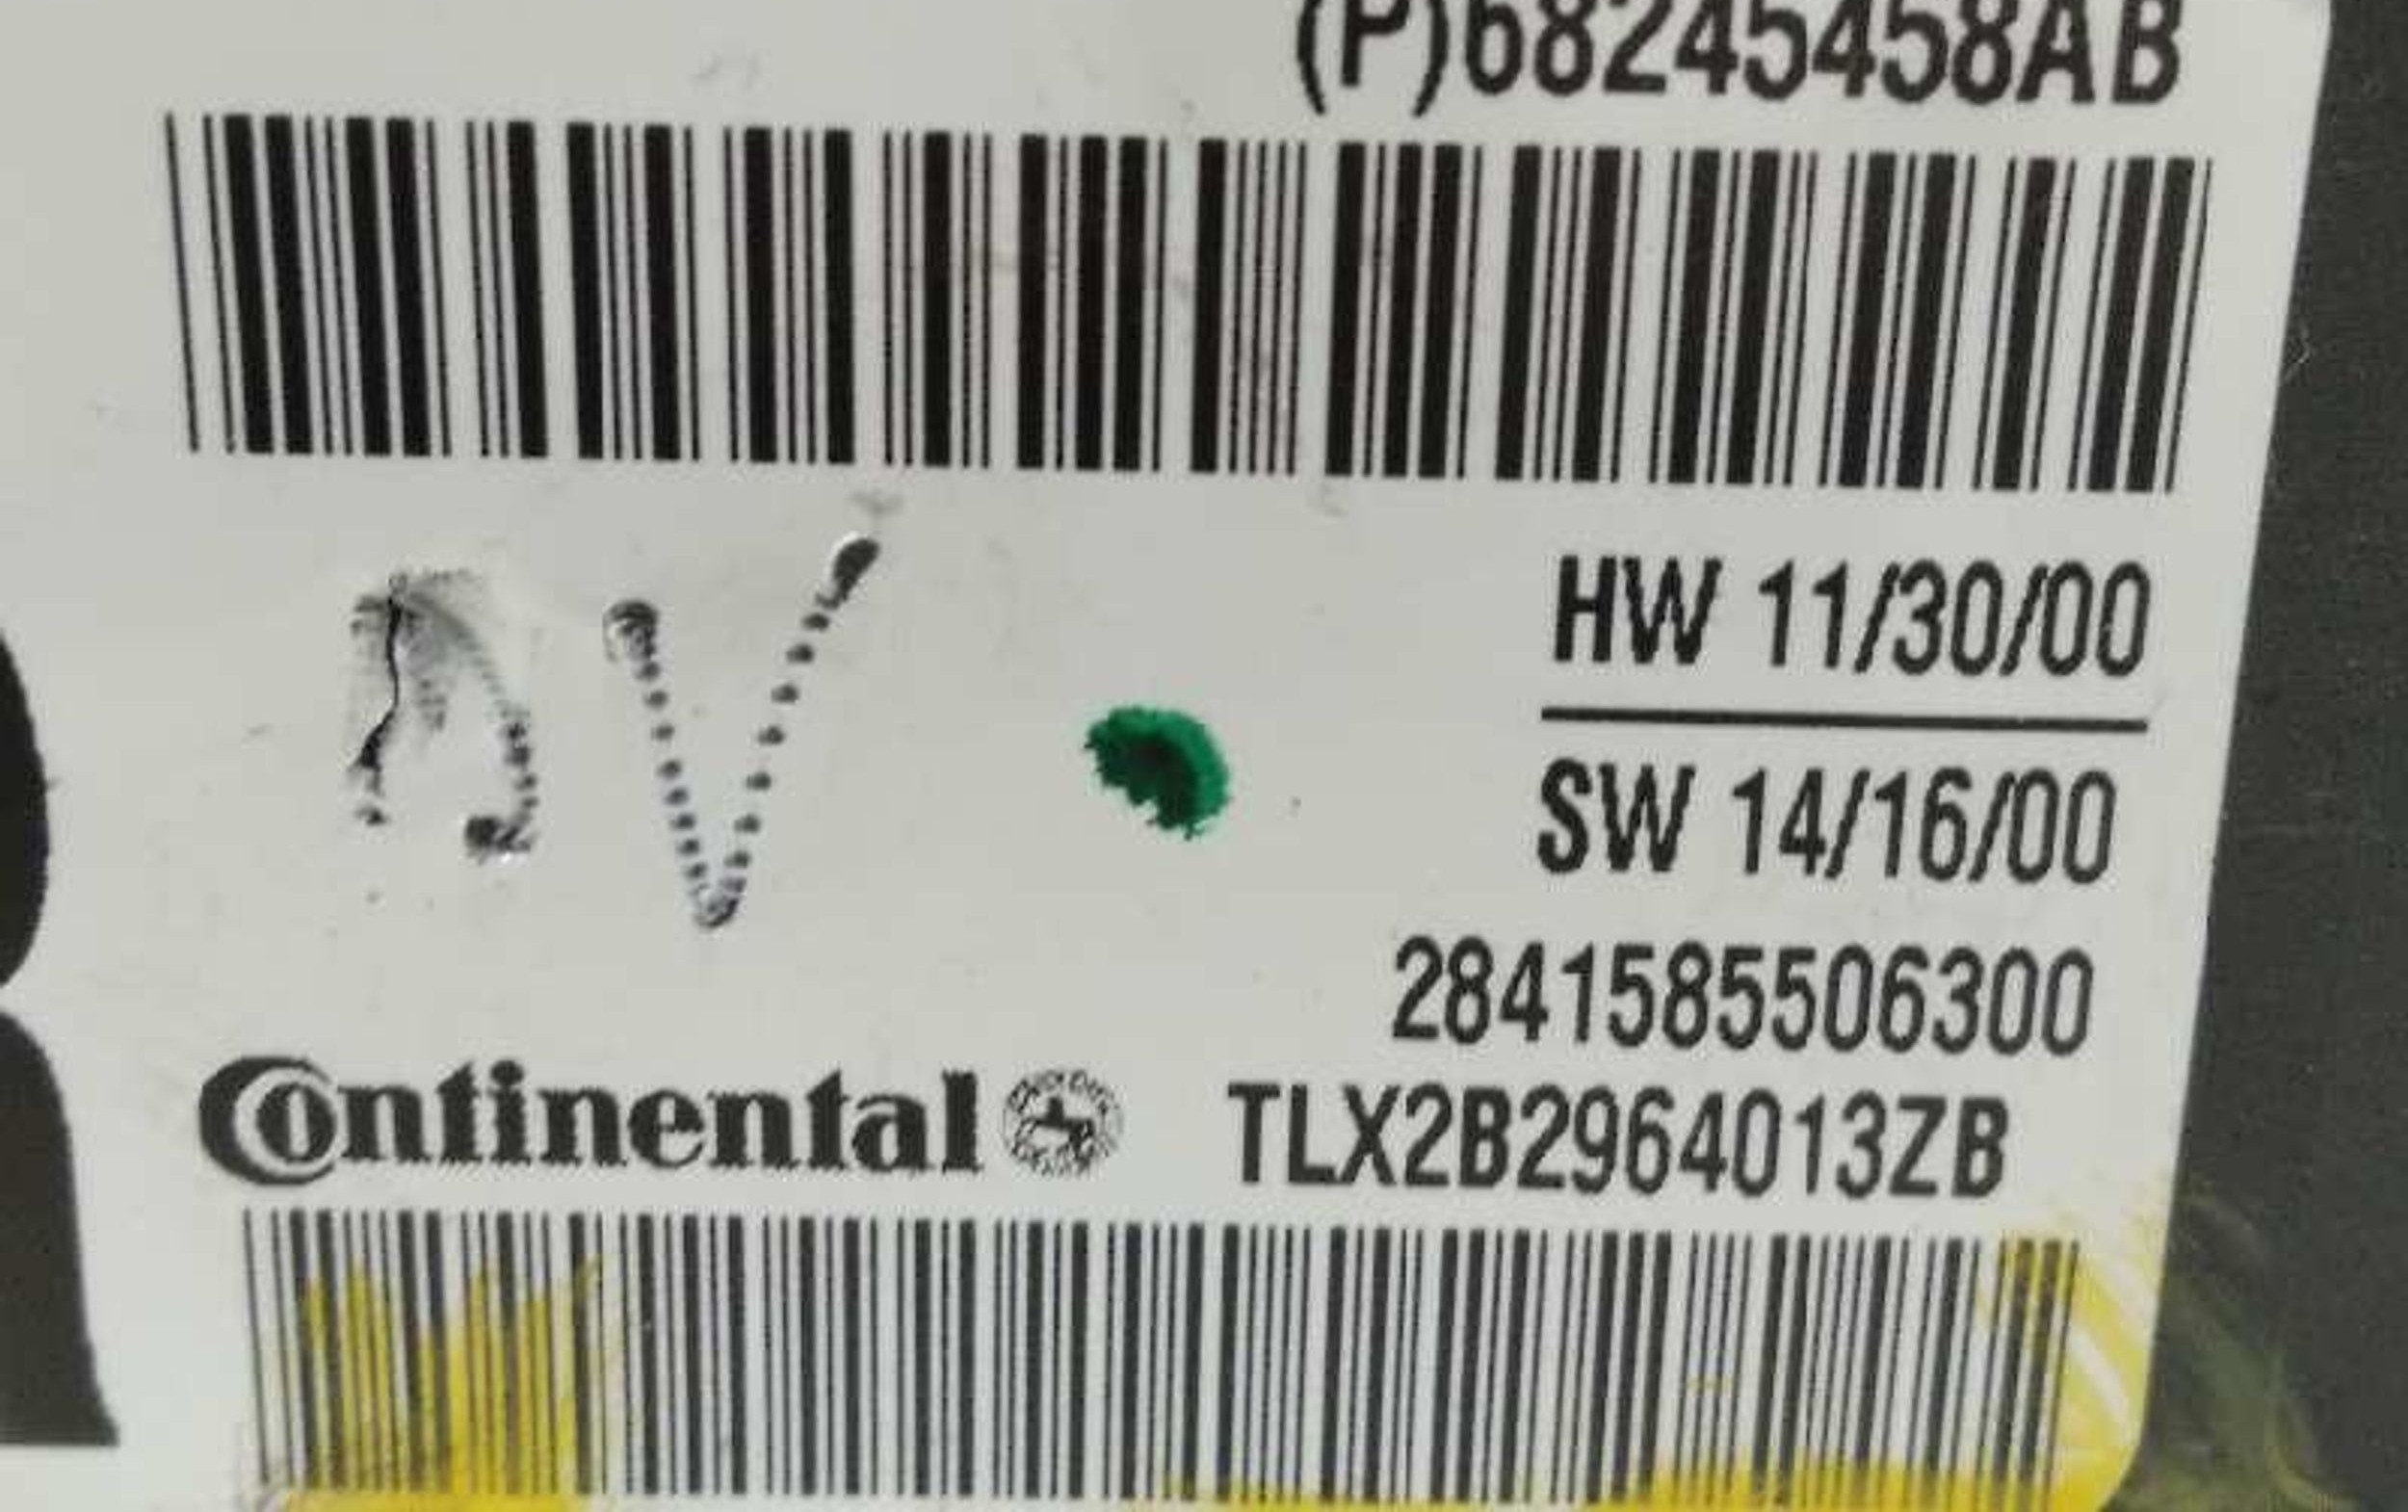 (P)68245458AB
HW 11/30/00
SW 14/16/00
2841585506300
Continental TLX2B2964013ZB